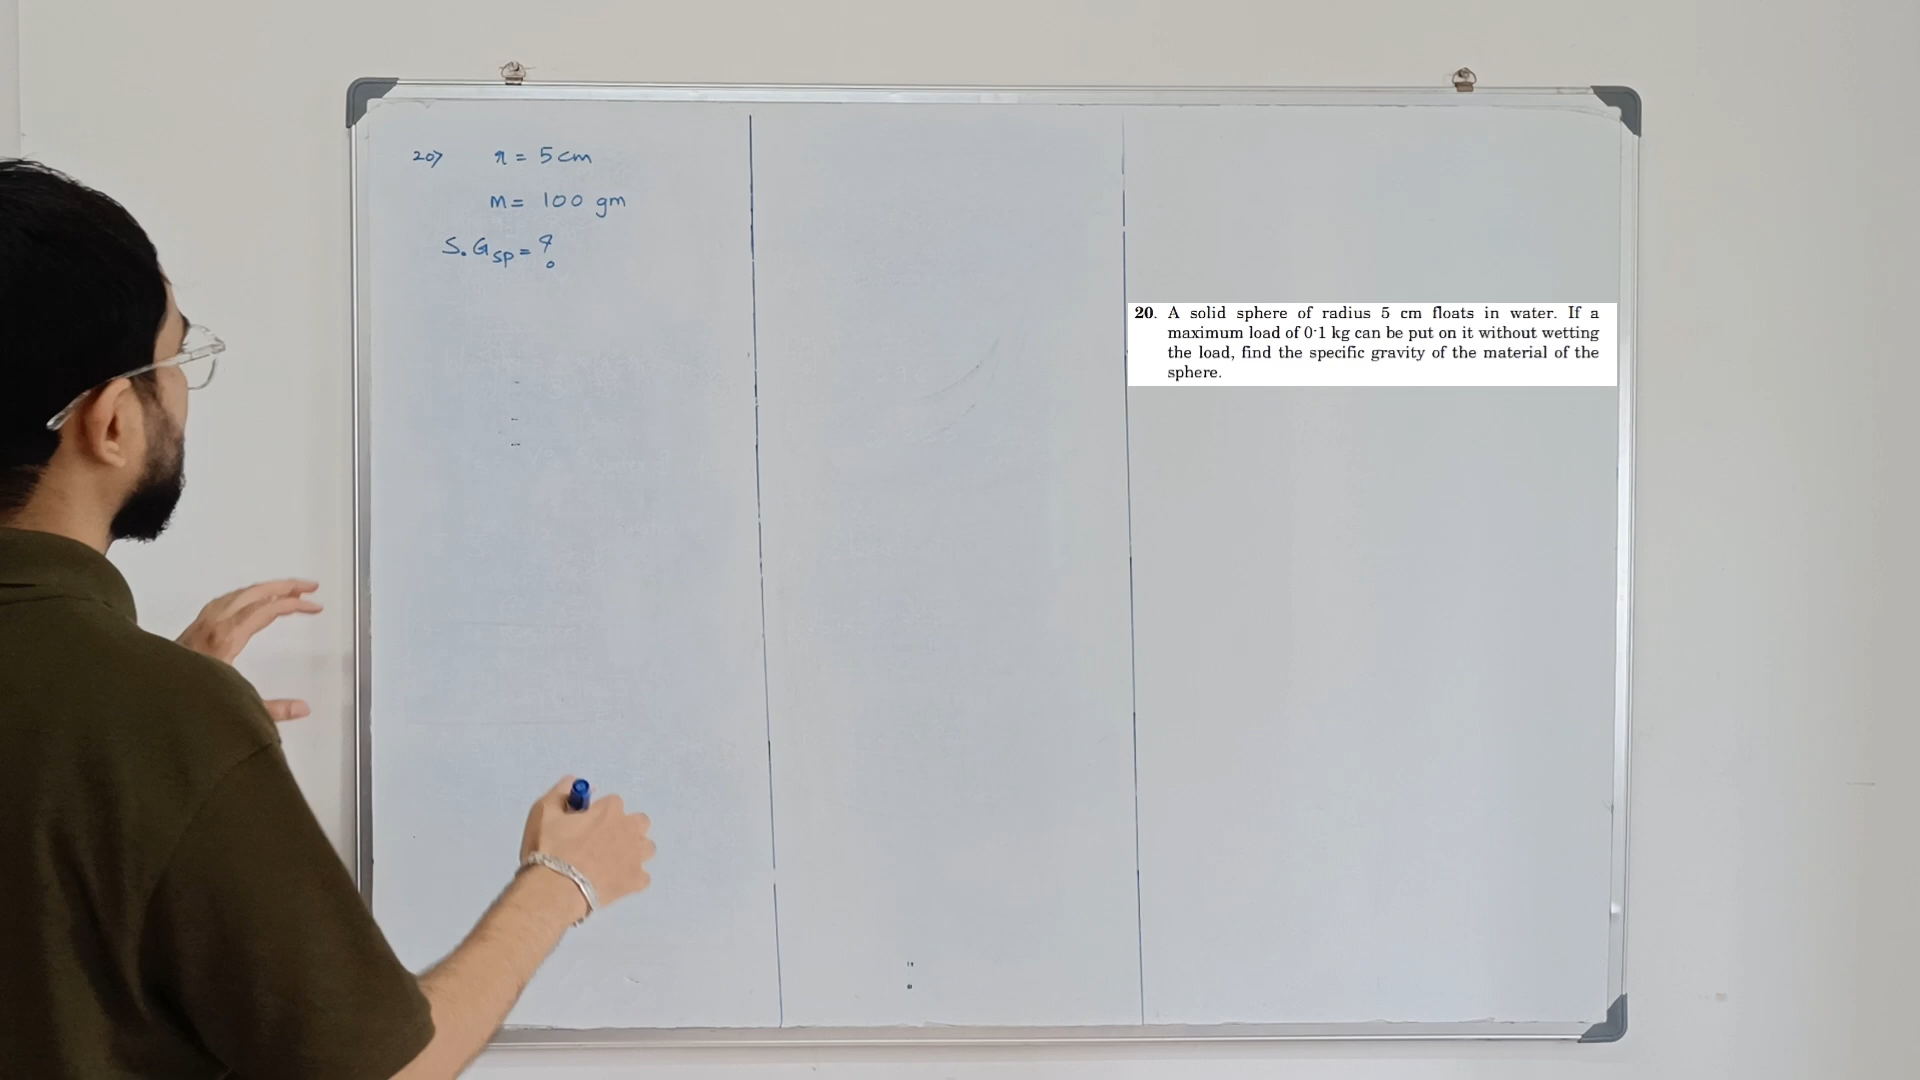 20> r = 5 cm
m = 100 gm
S.G sp = ?
20. A solid sphere of radius 5 cm floats in water. If a
maximum load of 0·1 kg can be put on it without wetting
the load, find the specific gravity of the material of the
sphere.